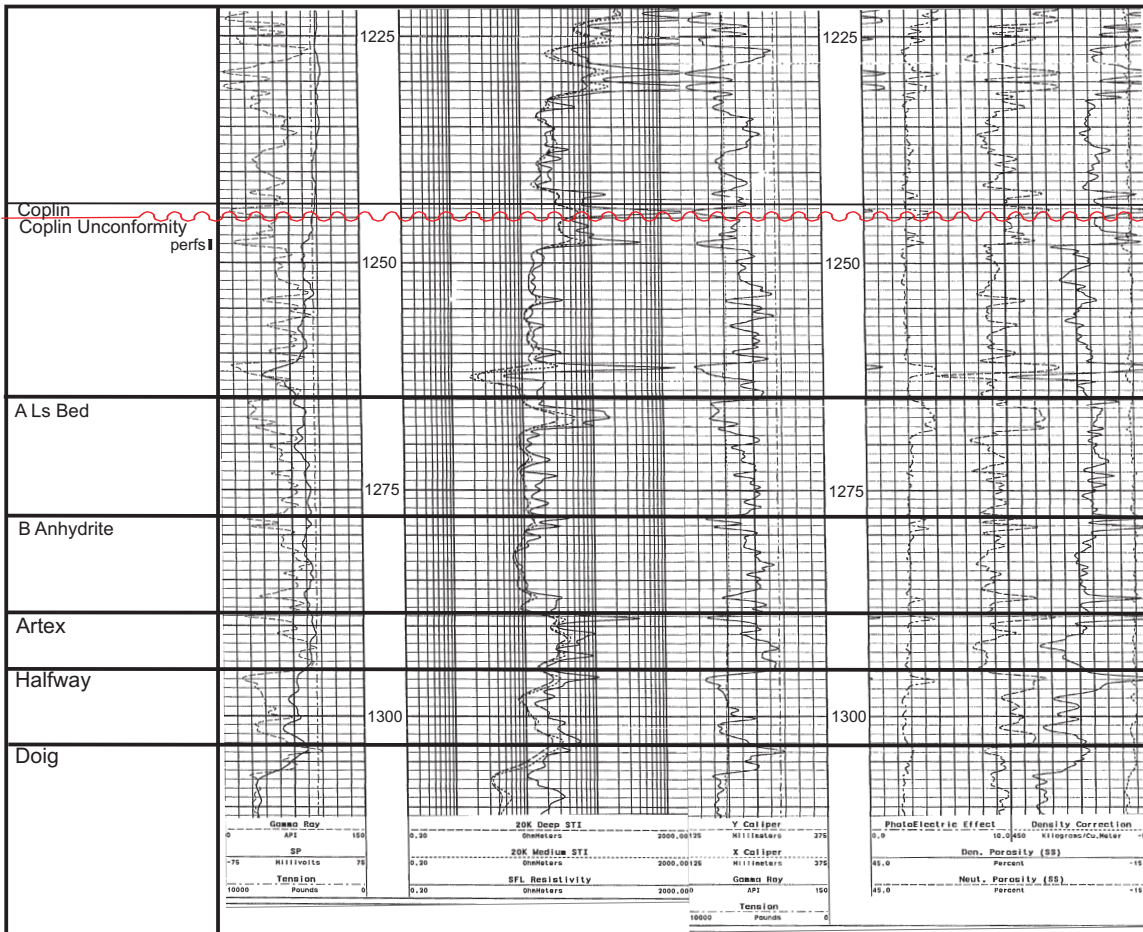 1225
1225
Coplin
Coplin Unconformity
perfs
1250
1250
A Ls Bed
1275
1275
B Anhydrite
Artex
Halfway
1300
1300
Doig
Gamma Ray
0 API 150
SP
-75 Millivolts 75
Tension
10000 Pounds 0
20K Deep STI
0.20 OhmMeters 2000.00
20K Medium STI
0.20 OhmMeters 2000.00
SFL Resistivity
0.20 OhmMeters 2000.00
Y Caliper
125 Millimeters 375
X Caliper
125 Millimeters 375
Gamma Ray
0 API 150
Tension
10000 Pounds 0
PhotoElectric Effect Density Correction
0.9 10.0 450 Kilograms/Cu.Meter
Den. Porosity (SS)
45.0 Percent -15
Neut. Porosity (SS)
45.0 Percent -15